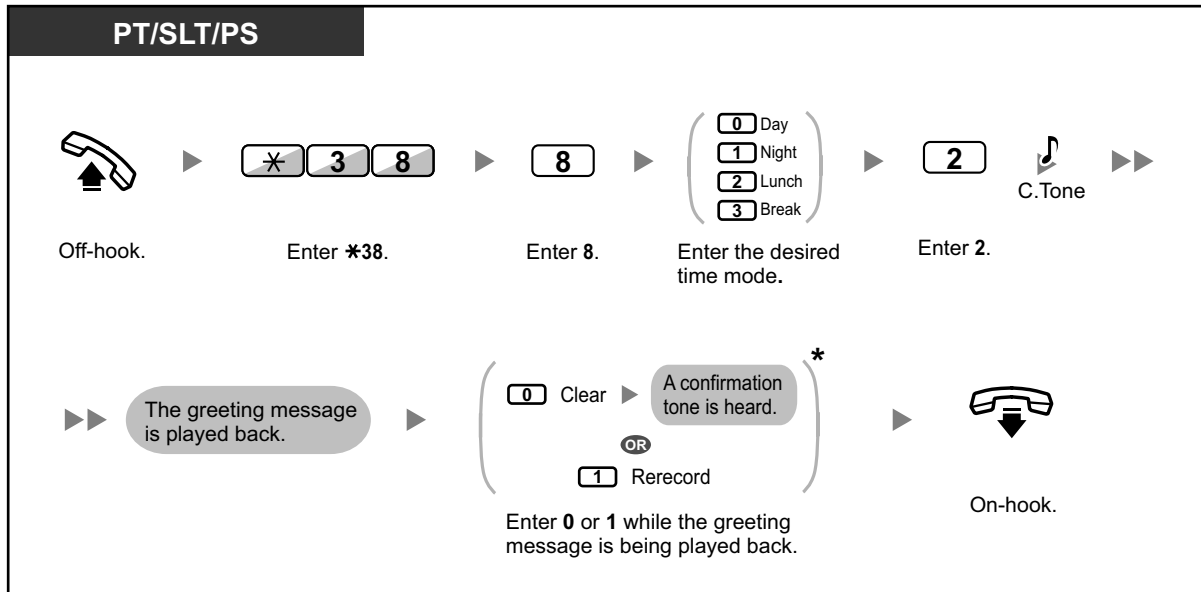 PT/SLT/PS
* 3 8
8
0 Day
1 Night
2 Lunch
3 Break
2
C.Tone
Off-hook.
Enter *38.
Enter 8.
Enter the desired
time mode.
Enter 2.
The greeting message
is played back.
0 Clear
A confirmation
tone is heard.
*
OR
1 Rerecord
Enter 0 or 1 while the greeting
message is being played back.
On-hook.